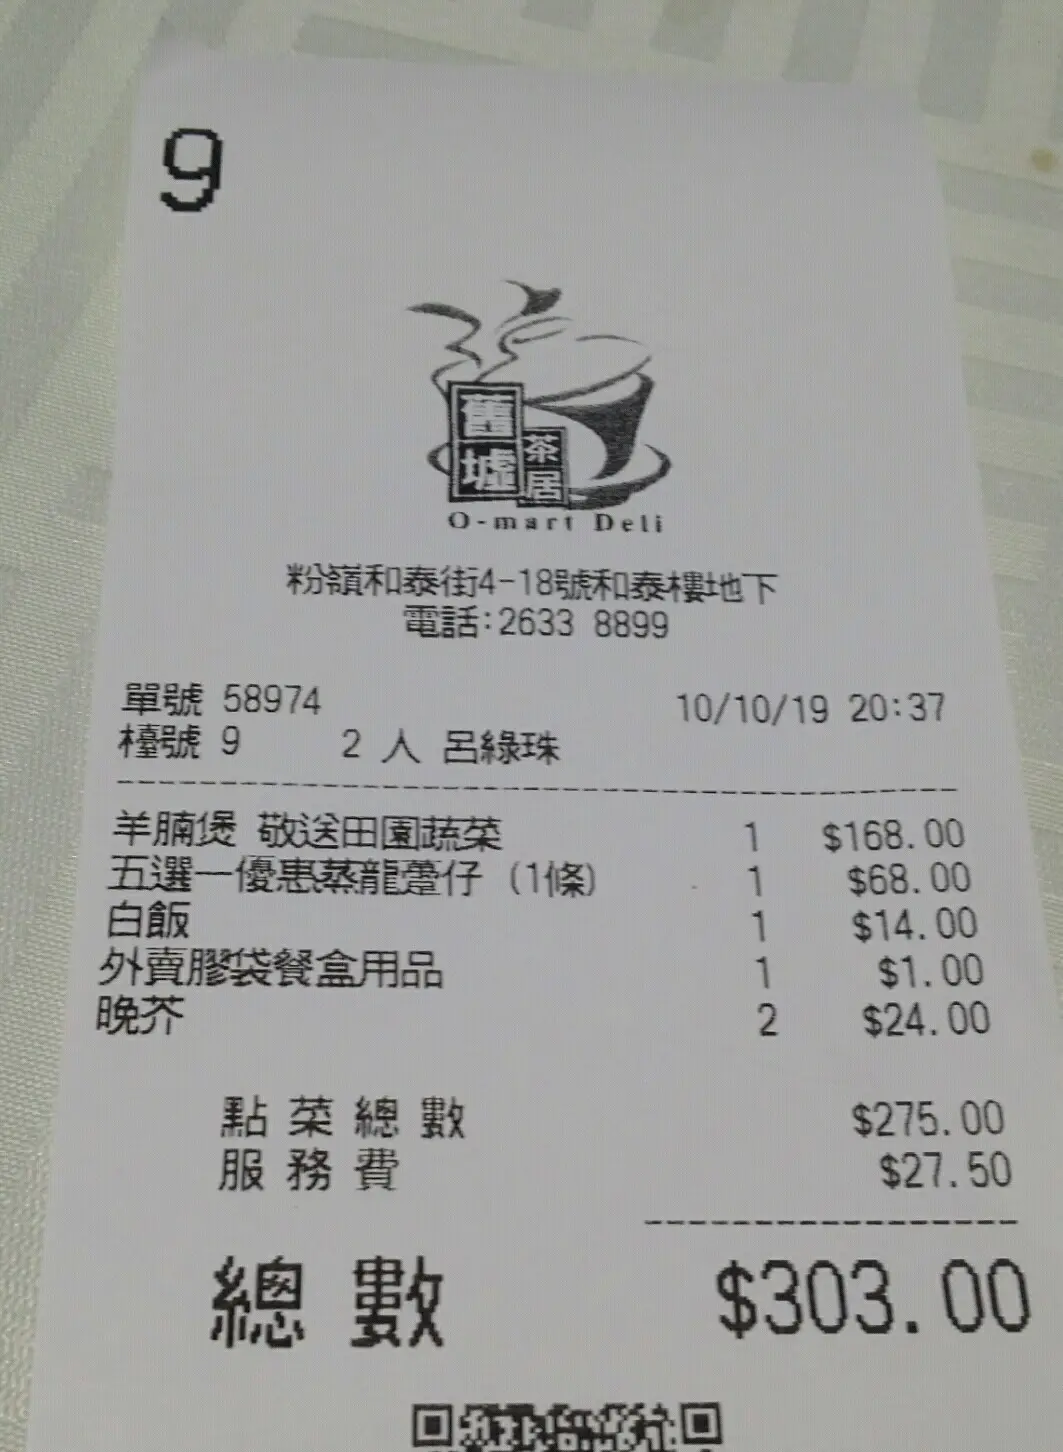 9
舊墟茶居
O-mart Deli
粉嶺和泰街4-18號和泰樓地下
電話:2633 8899
單號 58974 10/10/19 20:37
檯號 9 2 人 呂綠珠
羊腩煲 敬送田園蔬菜 1 $168.00
五選一優惠蒸龍躉仔 (1條) 1 $68.00
白飯 1 $14.00
外賣膠袋餐盒用品 1 $1.00
晚芥 2 $24.00
點菜總數 $275.00
服務費 $27.50
總數 $303.00